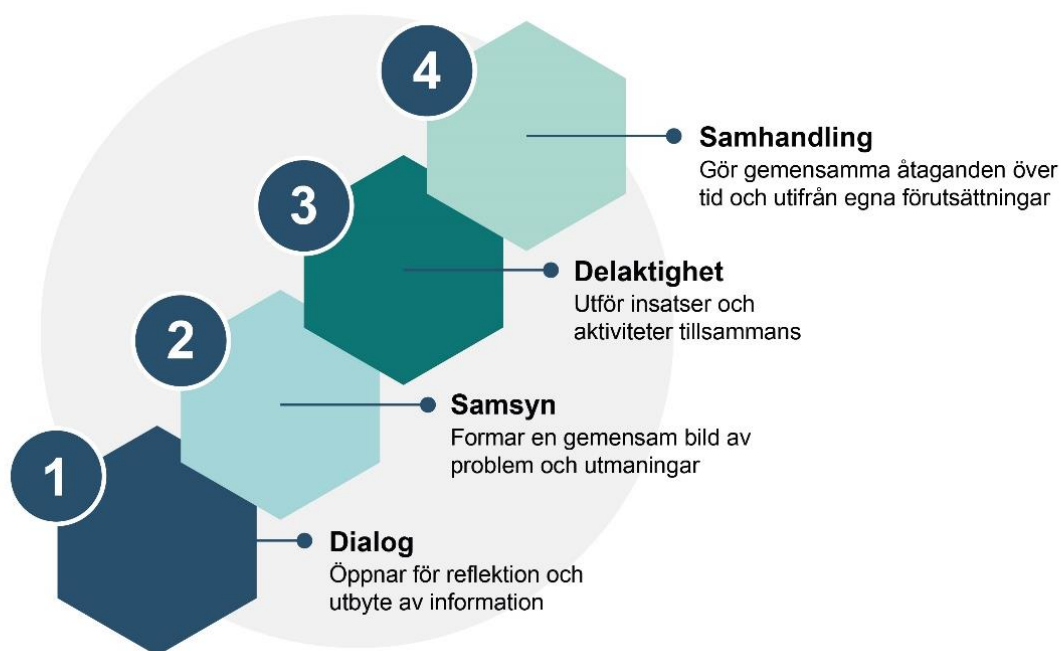 4
Samhandling
Gör gemensamma åtaganden över
tid och utifrån egna förutsättningar
3
Delaktighet
Utför insatser och
aktiviteter tillsammans
2
Samsyn
Formar en gemensam bild av
problem och utmaningar
1
Dialog
Öppnar för reflektion och
utbyte av information